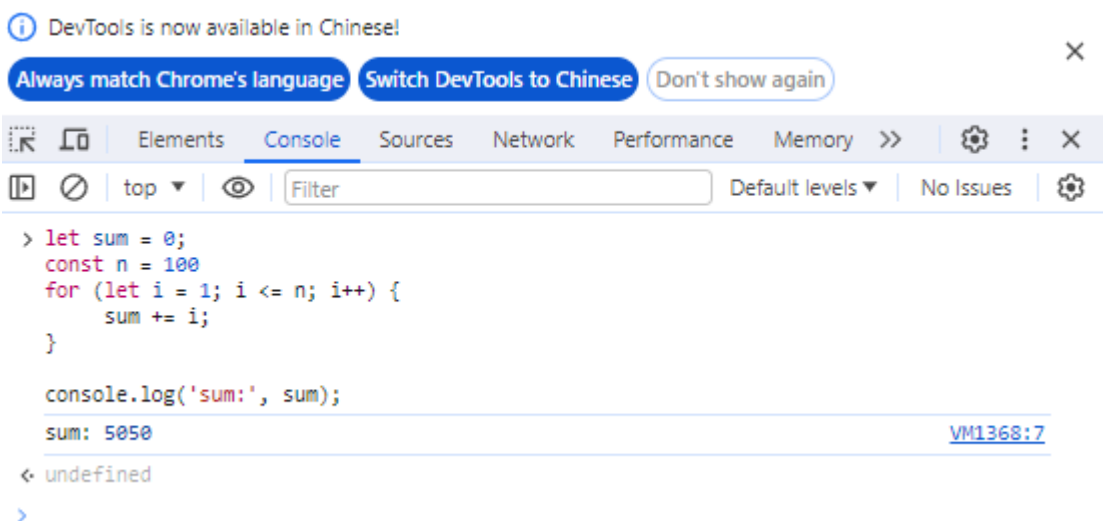 DevTools is now available in Chinese!
Always match Chrome's language Switch DevTools to Chinese Don't show again
Elements Console Sources Network Performance Memory
top Filter Default levels No Issues
let sum = 0;
const n = 100
for (let i = 1; i <= n; i++) {
sum += i;
}
console.log('sum:', sum);
sum: 5050 VM1368:7
undefined